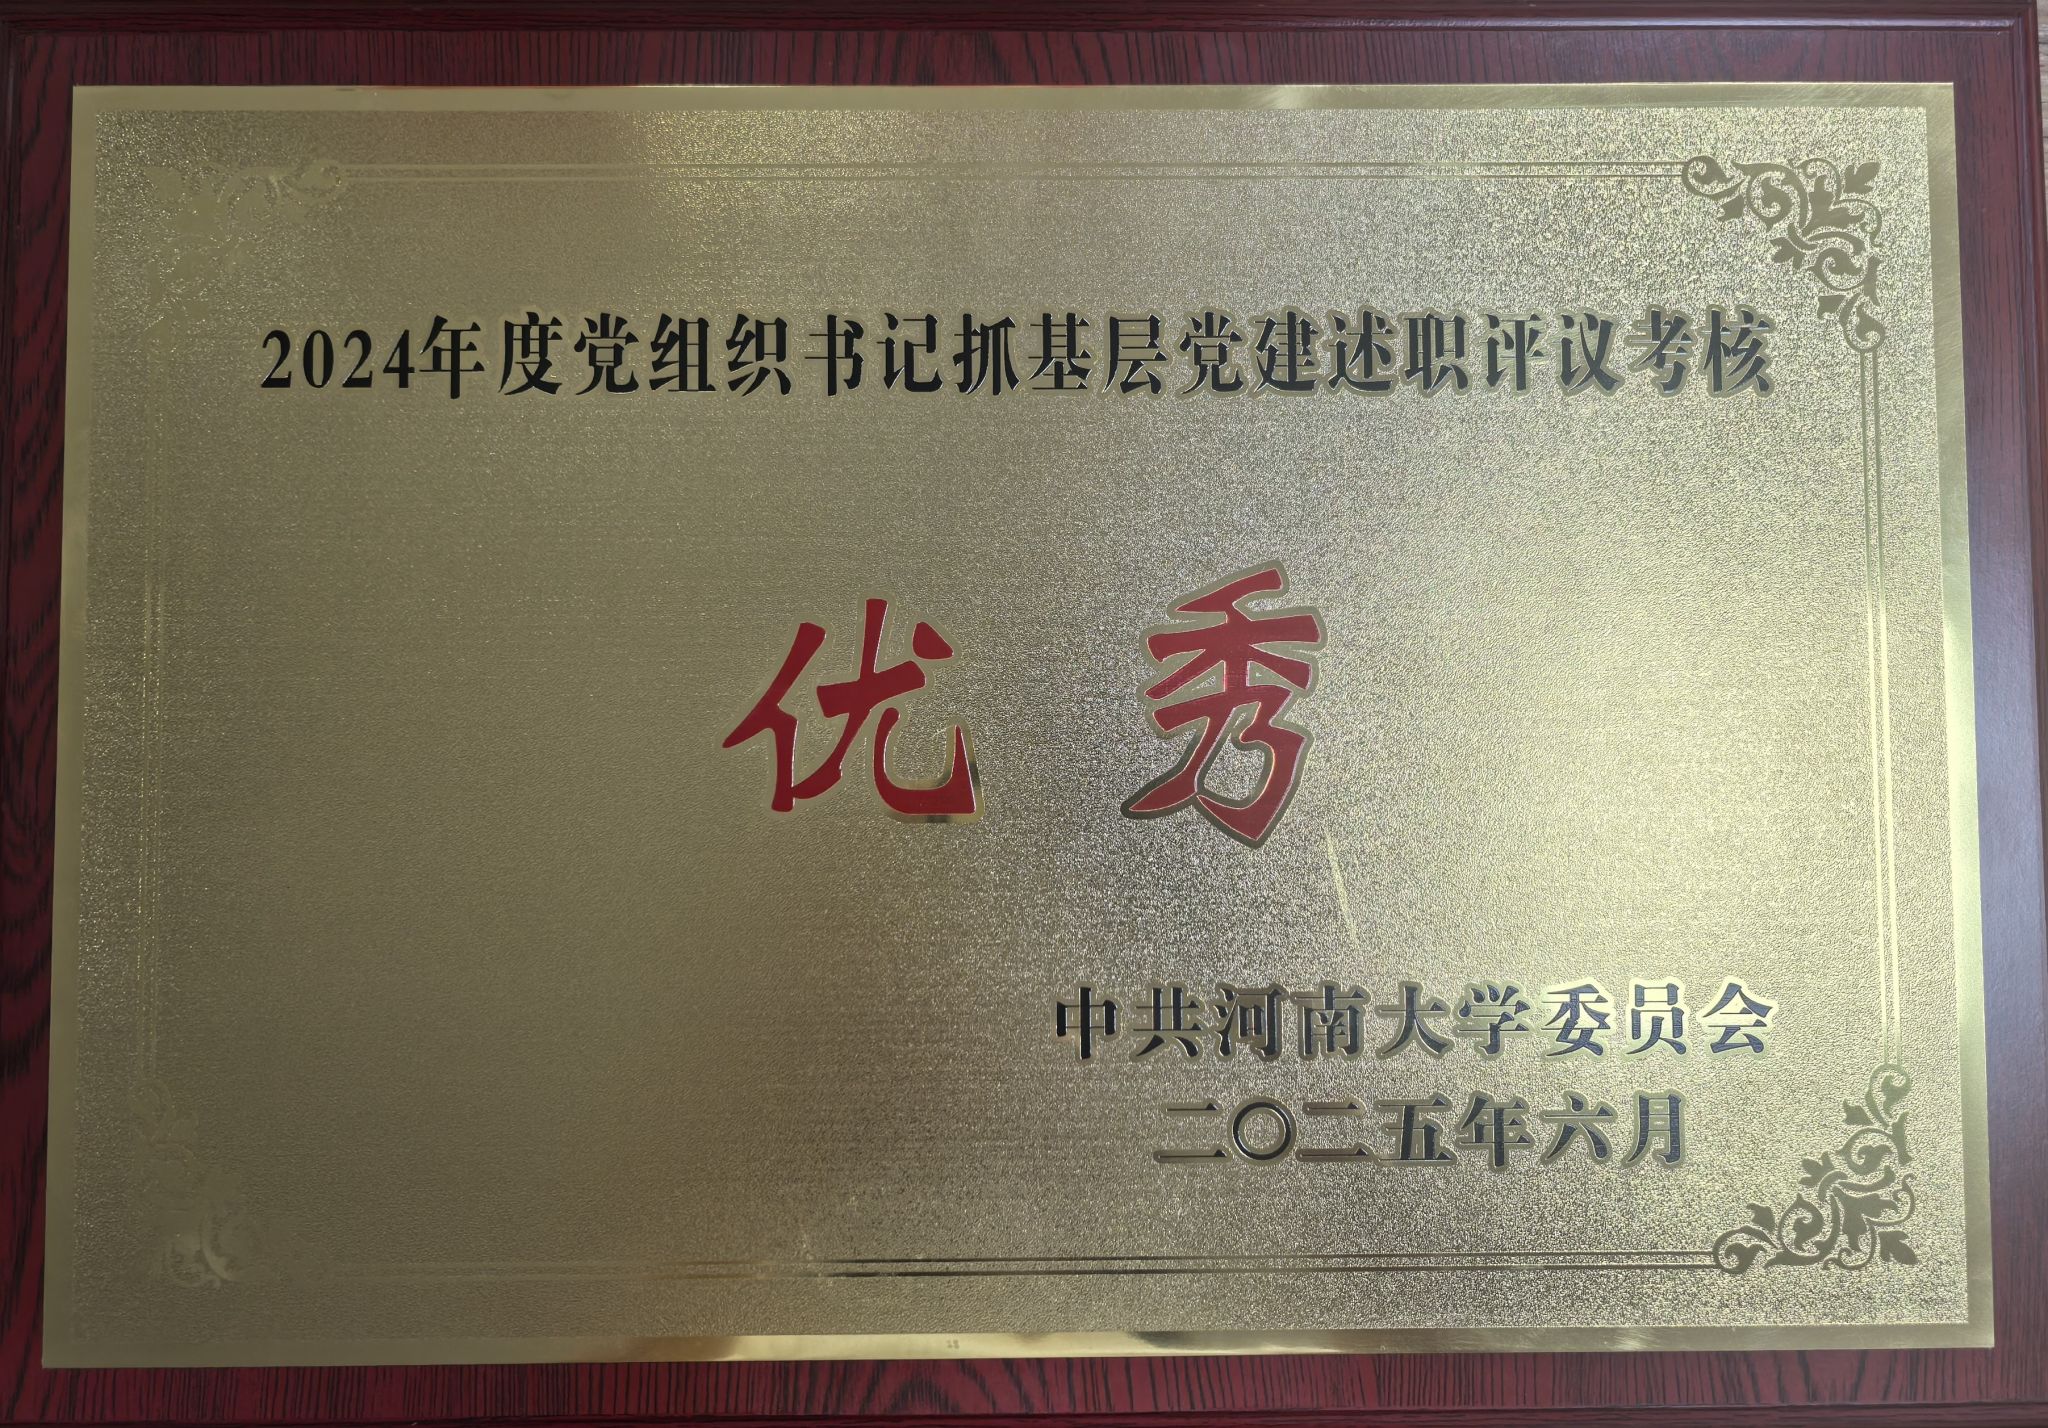 2024年度党组织书记抓基层党建述职评议考核
优秀
中共河南大学委员会
二〇二五年六月